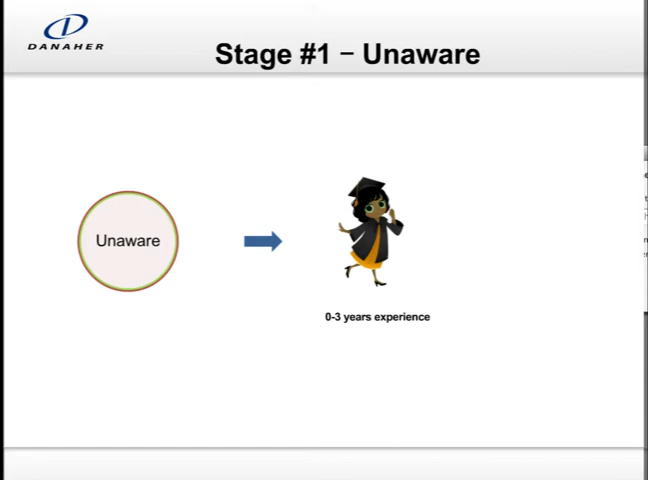 DANAHER
Stage #1 – Unaware
Unaware
0-3 years experience